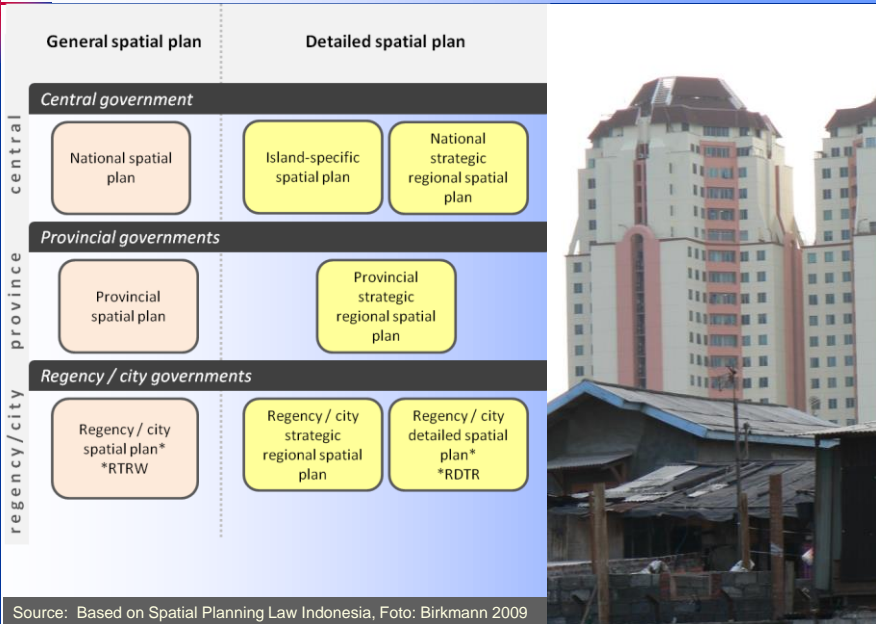 General spatial plan
Detailed spatial plan
central
Central government
National spatial
plan
Island-specific
spatial plan
National
strategic
regional spatial
plan
province
Provincial governments
Provincial
spatial plan
Provincial
strategic
regional spatial
plan
regency/city
Regency / city governments
Regency / city
spatial plan*
*RTRW
Regency / city
strategic
regional spatial
plan
Regency / city
detailed spatial
plan*
*RDTR
Source: Based on Spatial Planning Law Indonesia, Foto: Birkmann 2009